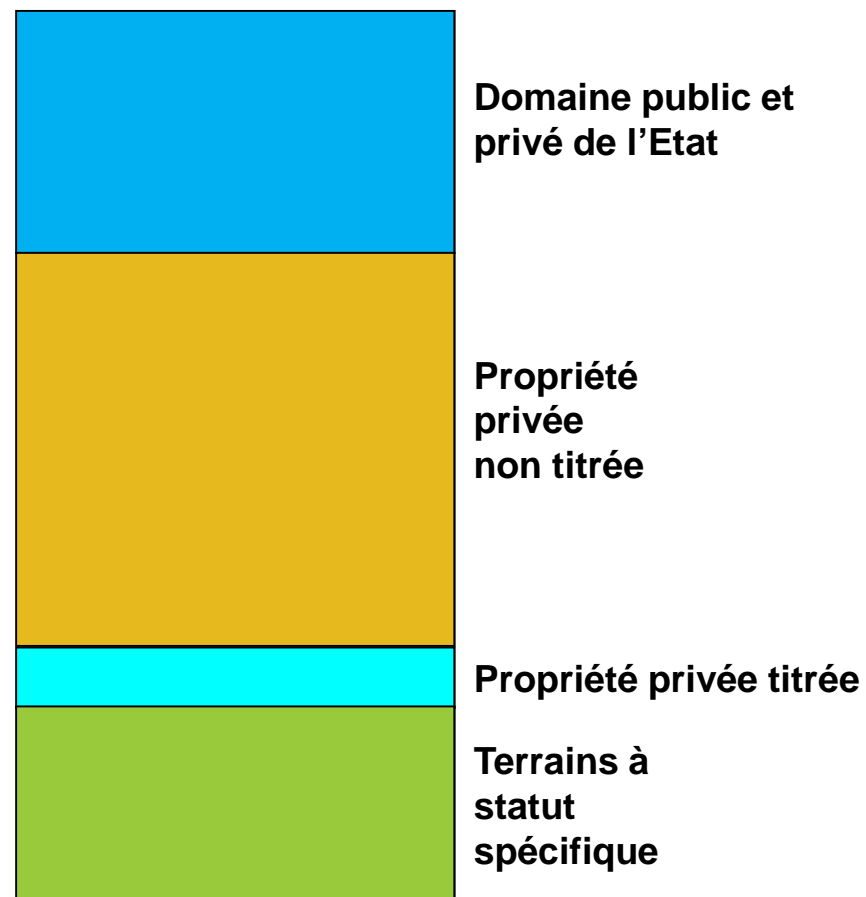 Domaine public et
privé de l’Etat
Propriété
privée
non titrée
Propriété privée titrée
Terrains à
statut
spécifique